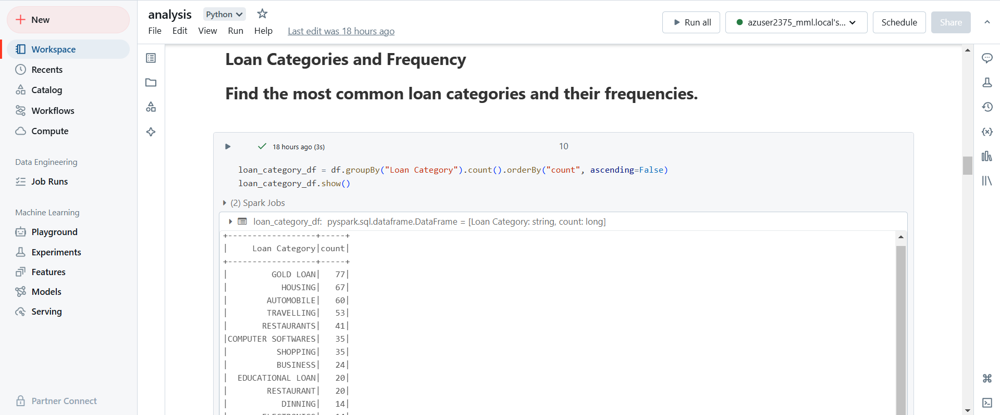 New
Workspace
Recents
Catalog
Workflows
Compute
Data Engineering
Job Runs
Machine Learning
Playground
Experiments
Features
Models
Serving
Partner Connect
analysis Python
File Edit View Run Help Last edit was 18 hours ago
Run all azuser2375_mml.local's... Schedule Share
Loan Categories and Frequency
Find the most common loan categories and their frequencies.
18 hours ago (3s) 10
loan_category_df = df.groupBy("Loan Category").count().orderBy("count", ascending=False)
loan_category_df.show()
(2) Spark Jobs
loan_category_df: pyspark.sql.dataframe.DataFrame = [Loan Category: string, count: long]
+------------------+-----+
|     Loan Category|count|
+------------------+-----+
|         GOLD LOAN|   77|
|           HOUSING|   67|
|        AUTOMOBILE|   60|
|        TRAVELLING|   53|
|       RESTAURANTS|   41|
|COMPUTER SOFTWARES|   35|
|          SHOPPING|   35|
|          BUSINESS|   24|
|  EDUCATIONAL LOAN|   20|
|        RESTAURANT|   20|
|           DINNING|   14|